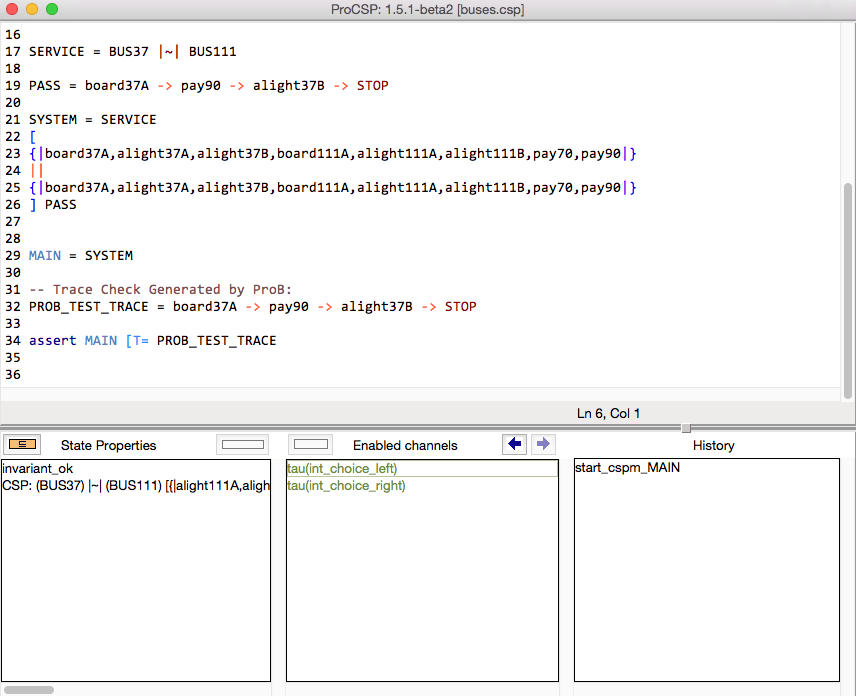 ProCSP: 1.5.1-beta2 [buses.csp]
16
17 SERVICE = BUS37 |~| BUS111
18
19 PASS = board37A -> pay90 -> alight37B -> STOP
20
21 SYSTEM = SERVICE
22 [
23 {|board37A,alight37A,alight37B,board111A,alight111A,alight111B,pay70,pay90|}
24 ||
25 {|board37A,alight37A,alight37B,board111A,alight111A,alight111B,pay70,pay90|}
26 ] PASS
27
28
29 MAIN = SYSTEM
30
31 -- Trace Check Generated by ProB:
32 PROB_TEST_TRACE = board37A -> pay90 -> alight37B -> STOP
33
34 assert MAIN [T= PROB_TEST_TRACE
35
36
Ln 6, Col 1
State Properties
Enabled channels
History
invariant_ok
CSP: (BUS37) |~| (BUS111) [{|alight111A,aligh
tau(int_choice_left)
tau(int_choice_right)
start_cspm_MAIN